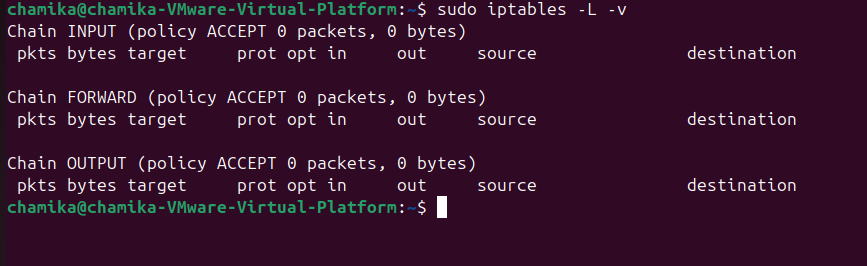 chamika@chamika-VMware-Virtual-Platform:~$ sudo iptables -L -v
Chain INPUT (policy ACCEPT 0 packets, 0 bytes)
 pkts bytes target     prot opt in     out     source               destination

Chain FORWARD (policy ACCEPT 0 packets, 0 bytes)
 pkts bytes target     prot opt in     out     source               destination

Chain OUTPUT (policy ACCEPT 0 packets, 0 bytes)
 pkts bytes target     prot opt in     out     source               destination
chamika@chamika-VMware-Virtual-Platform:~$